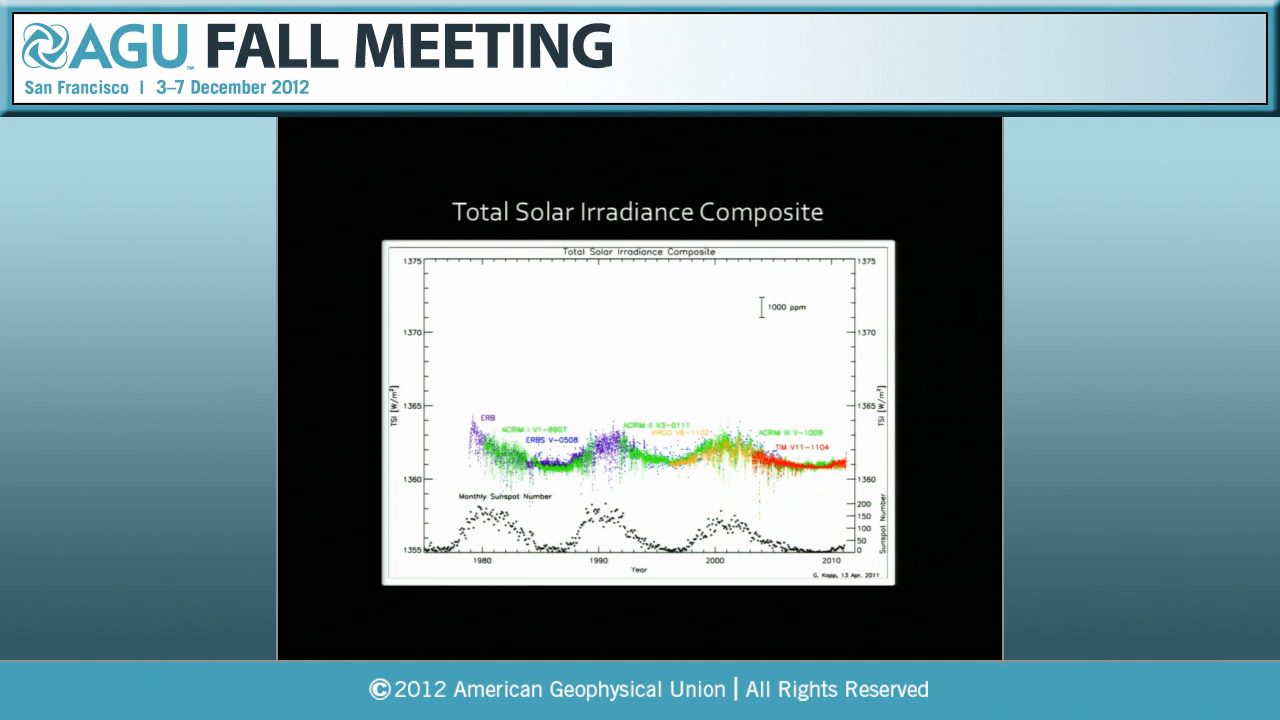 AGU FALL MEETING
San Francisco | 3–7 December 2012
Total Solar Irradiance Composite
Total Solar Irradiance Composite
1375
1375
1000 ppm
1370
1370
TSI [W/m²]
1365
1365
TSI [W/m²]
ERB
ACRIM I V1-8907
ERBS V-0508
ACRIM II V3-0111
VIRGO V6-1102
ACRIM III V-1009
TIM V11-1104
1360
1360
Monthly Sunspot Number
200
150
100
50
0
Sunspot Number
1355
1980
1990
2000
2010
Year
G. Kopp, 13 Apr. 2011
©2012 American Geophysical Union | All Rights Reserved